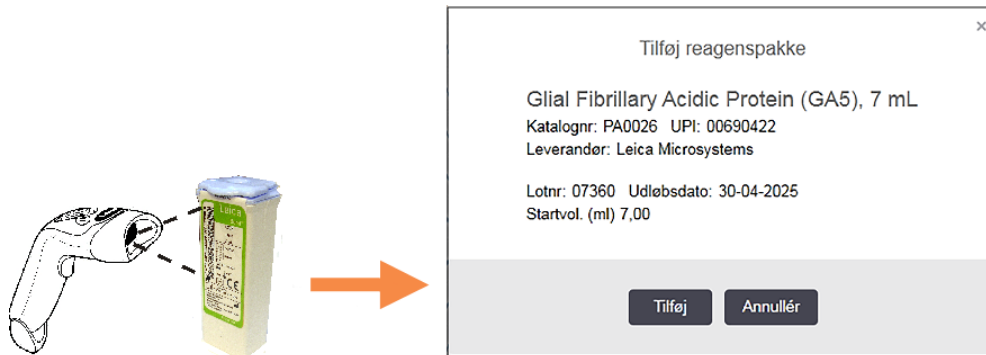 Leica
×
Tilføj reagenspakke
Glial Fibrillary Acidic Protein (GA5), 7 mL
Katalognr: PA0026 UPI: 00690422
Leverandør: Leica Microsystems
Lotnr: 07360 Udløbsdato: 30-04-2025
Startvol. (ml) 7,00
Tilføj Annullér